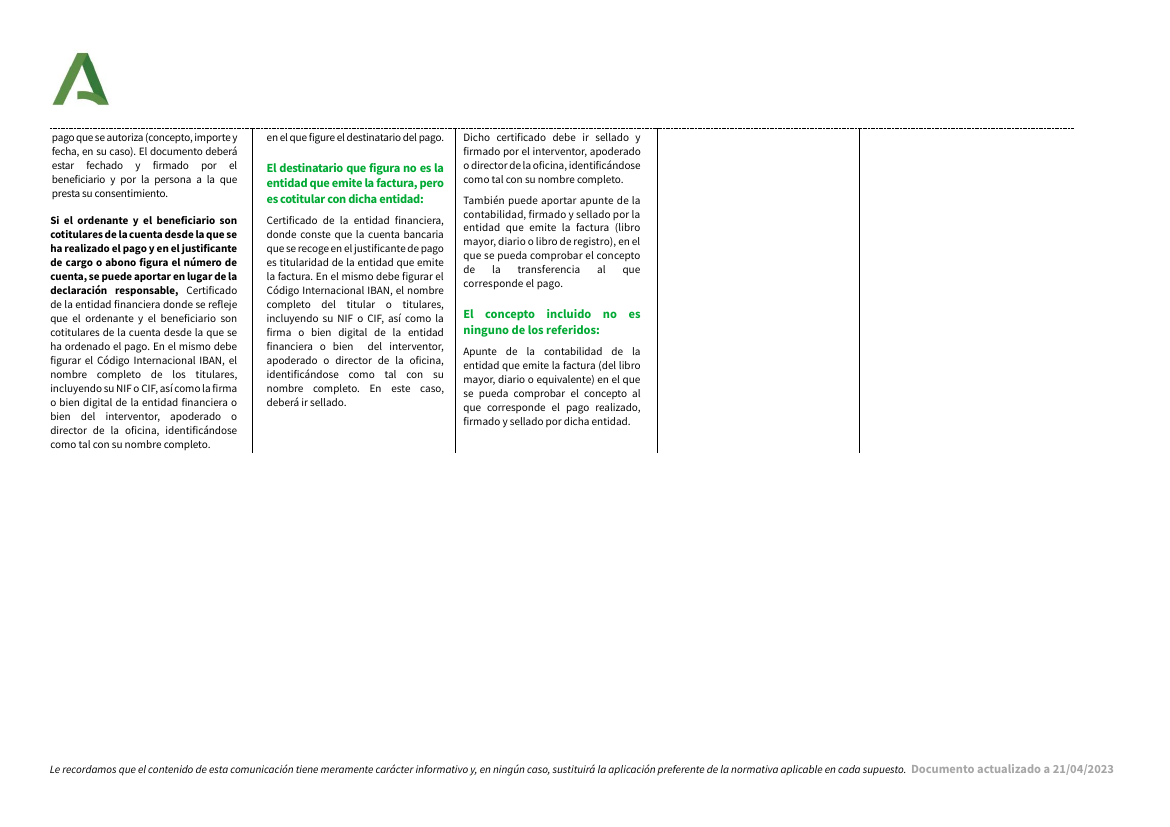 pago que se autoriza (concepto, importe y
fecha, en su caso). El documento deberá
estar fechado y firmado por el
beneficiario y por la persona a la que
presta su consentimiento.
Si el ordenante y el beneficiario son
cotitulares de la cuenta desde la que se
ha realizado el pago y en el justificante
de cargo o abono figura el número de
cuenta, se puede aportar en lugar de la
declaración responsable, Certificado
de la entidad financiera donde se refleje
que el ordenante y el beneficiario son
cotitulares de la cuenta desde la que se
ha ordenado el pago. En el mismo debe
figurar el Código Internacional IBAN, el
nombre completo de los titulares,
incluyendo su NIF o CIF, así como la firma
o bien digital de la entidad financiera o
bien del interventor, apoderado o
director de la oficina, identificándose
como tal con su nombre completo.
en el que figure el destinatario del pago.
El destinatario que figura no es la
entidad que emite la factura, pero
es cotitular con dicha entidad:
Certificado de la entidad financiera,
donde conste que la cuenta bancaria
que se recoge en el justificante de pago
es titularidad de la entidad que emite
la factura. En el mismo debe figurar el
Código Internacional IBAN, el nombre
completo del titular o titulares,
incluyendo su NIF o CIF, así como la
firma o bien digital de la entidad
financiera o bien del interventor,
apoderado o director de la oficina,
identificándose como tal con su
nombre completo. En este caso,
deberá ir sellado.
Dicho certificado debe ir sellado y
firmado por el interventor, apoderado
o director de la oficina, identificándose
como tal con su nombre completo.
También puede aportar apunte de la
contabilidad, firmado y sellado por la
entidad que emite la factura (libro
mayor, diario o libro de registro), en el
que se pueda comprobar el concepto
de la transferencia al que
corresponde el pago.
El concepto incluido no es
ninguno de los referidos:
Apunte de la contabilidad de la
entidad que emite la factura (del libro
mayor, diario o equivalente) en el que
se pueda comprobar el concepto al
que corresponde el pago realizado,
firmado y sellado por dicha entidad.
Le recordamos que el contenido de esta comunicación tiene meramente carácter informativo y, en ningún caso, sustituirá la aplicación preferente de la normativa aplicable en cada supuesto. Documento actualizado a 21/04/2023